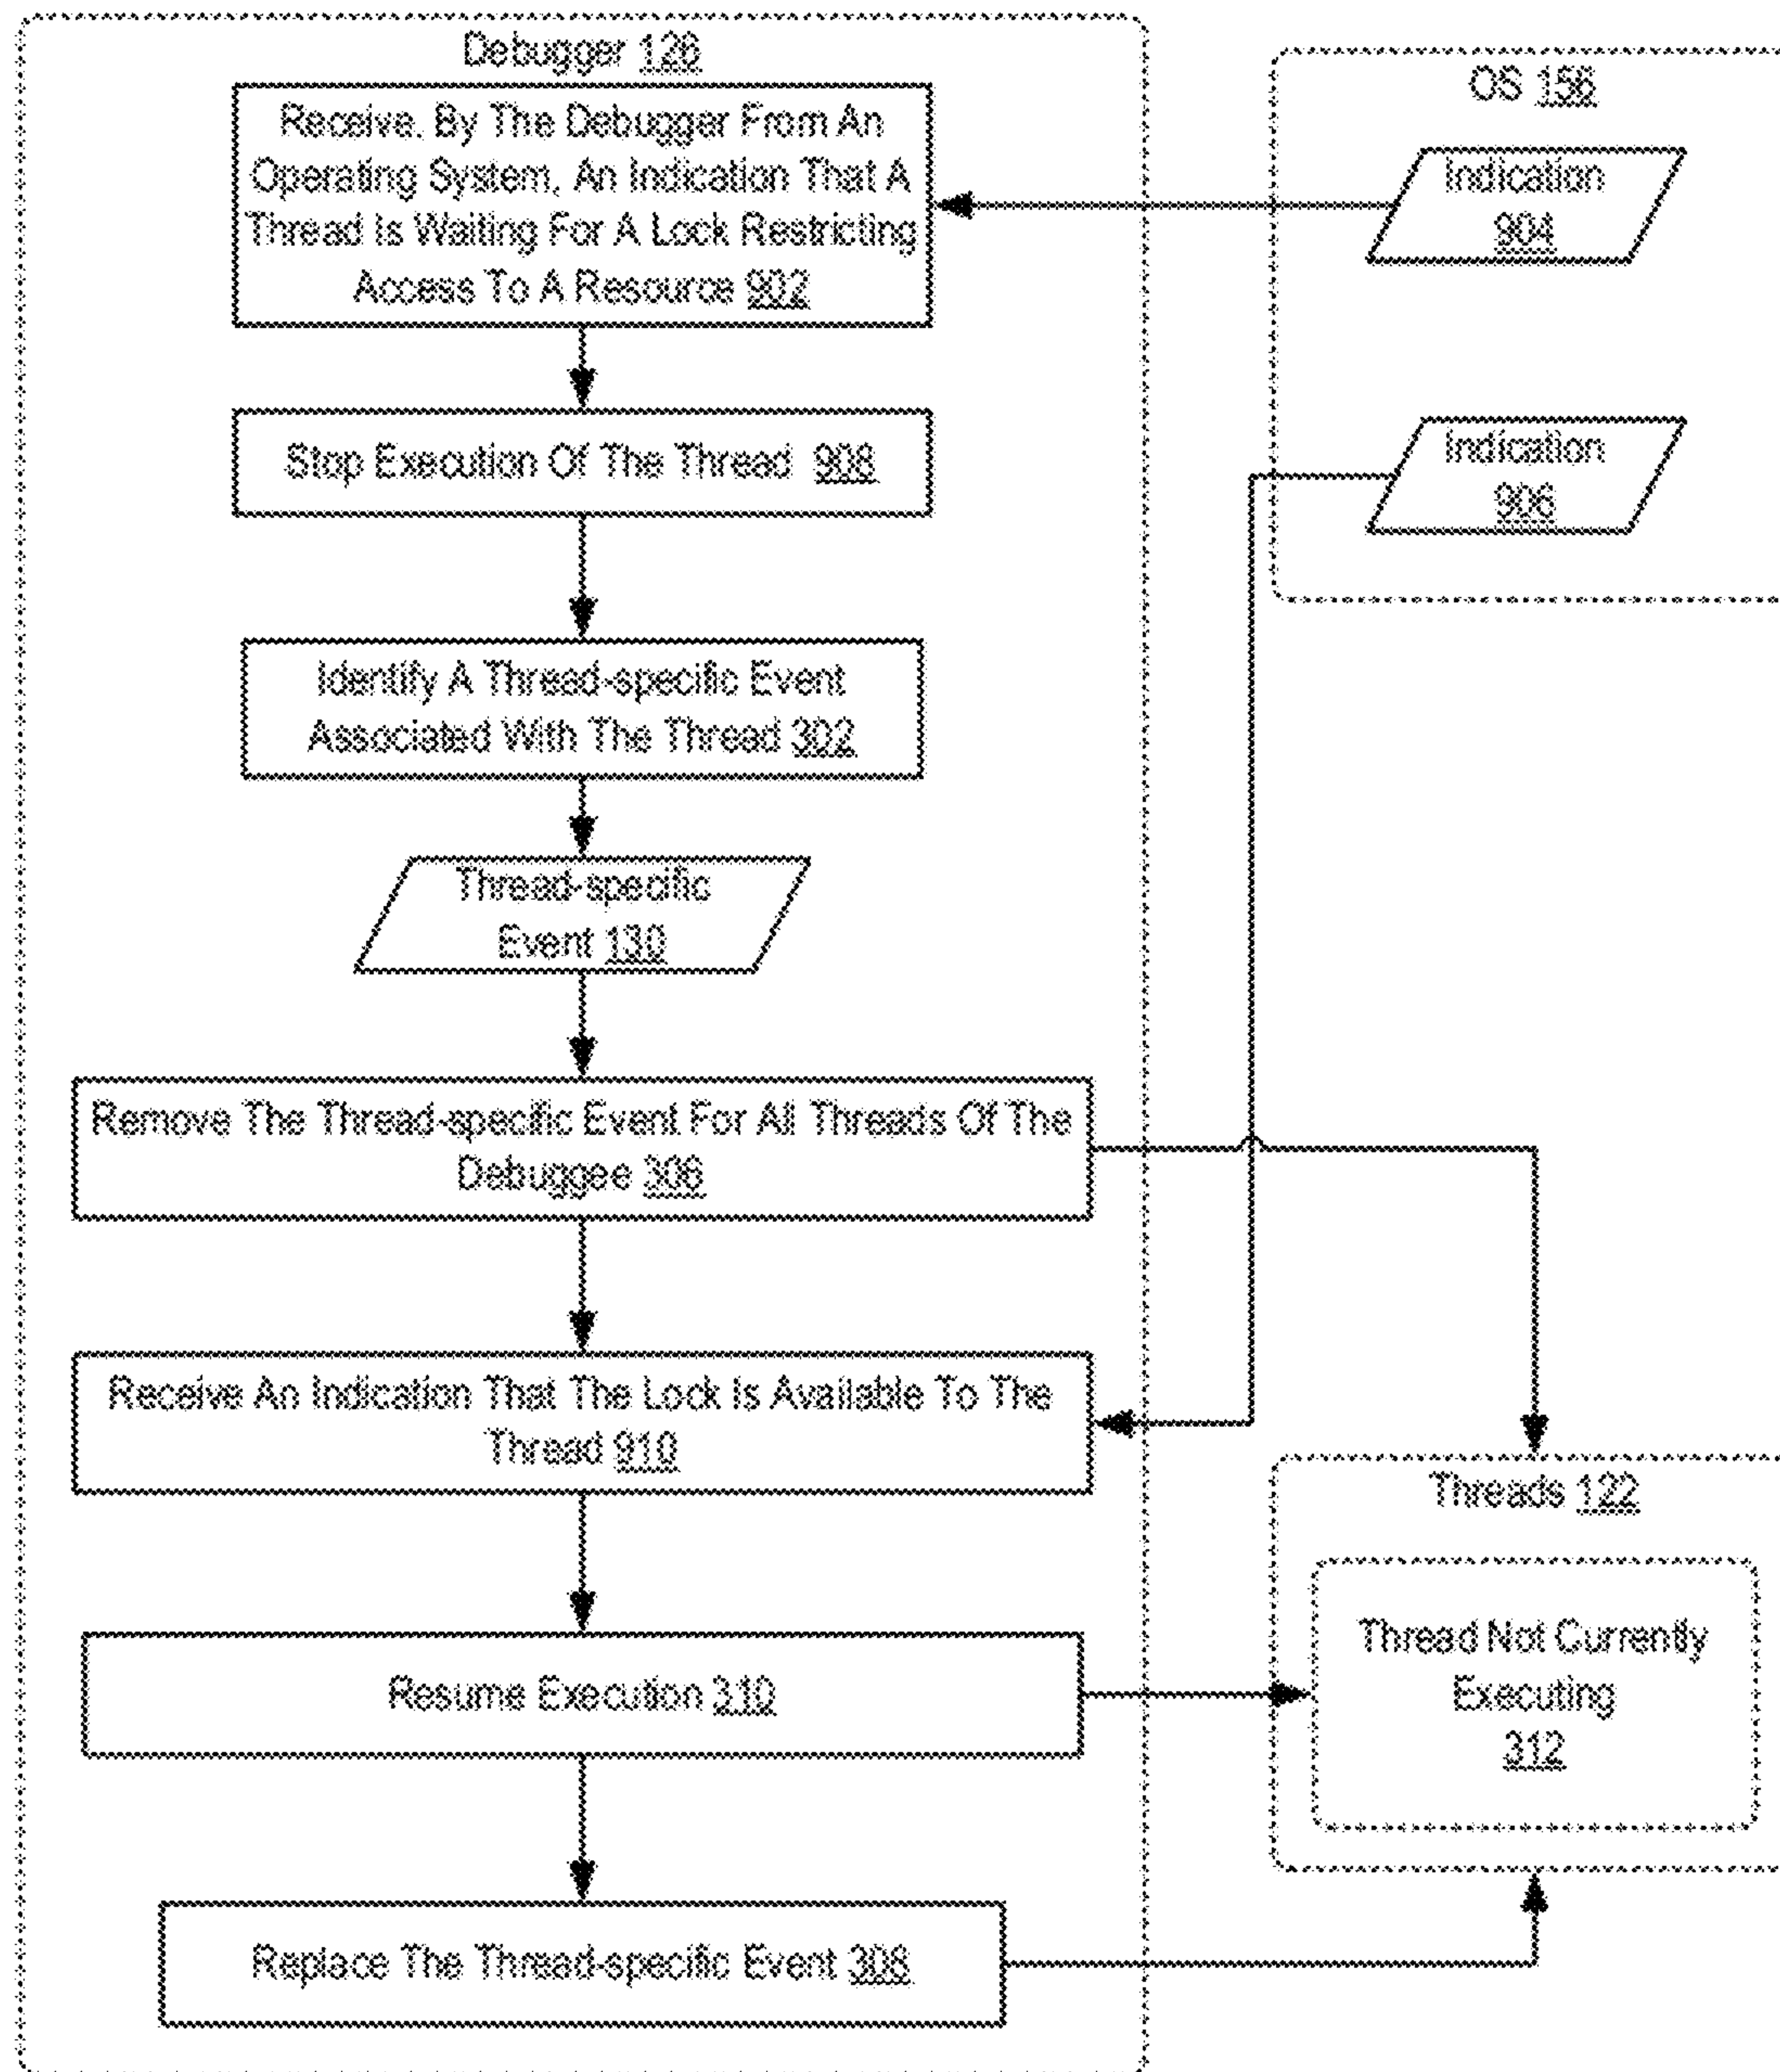 Debugger 126
Receive, By The Debugger From An
Operating System, An Indication That A
Thread Is Waiting For A Lock Restricting
Access To A Resource 902
Stop Execution Of The Thread 908
Identify A Thread-specific Event
Associated With The Thread 302
Thread-specific
Event 130
Remove The Thread-specific Event For All Threads Of The
Debuggee 306
Receive An Indication That The Lock Is Available To The
Thread 910
Resume Execution 310
Replace The Thread-specific Event 308
OS 156
Indication
904
Indication
906
Threads 122
Thread Not Currently
Executing
312